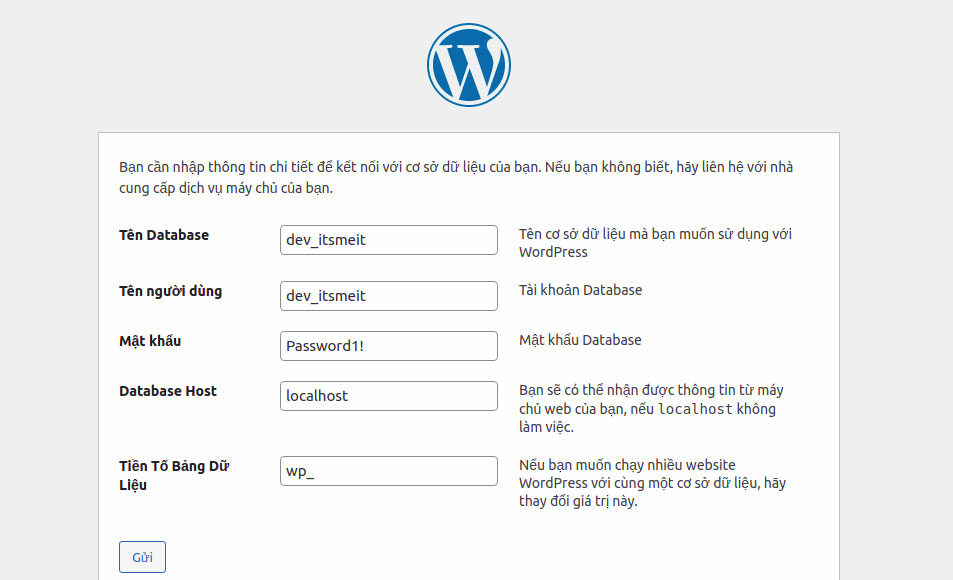 W
Bạn cần nhập thông tin chi tiết để kết nối với cơ sở dữ liệu của bạn. Nếu bạn không biết, hãy liên hệ với nhà
cung cấp dịch vụ máy chủ của bạn.
Tên Database
dev_itsmeit
Tên cơ sở dữ liệu mà bạn muốn sử dụng với
WordPress
Tên người dùng
dev_itsmeit
Tài khoản Database
Mật khẩu
Password1!
Mật khẩu Database
Database Host
localhost
Bạn sẽ có thể nhận được thông tin từ máy
chủ web của bạn, nếu localhost không
làm việc.
Tiền Tố Bảng Dữ
Liệu
wp_
Nếu bạn muốn chạy nhiều website
WordPress với cùng một cơ sở dữ liệu, hãy
thay đổi giá trị này.
Gửi